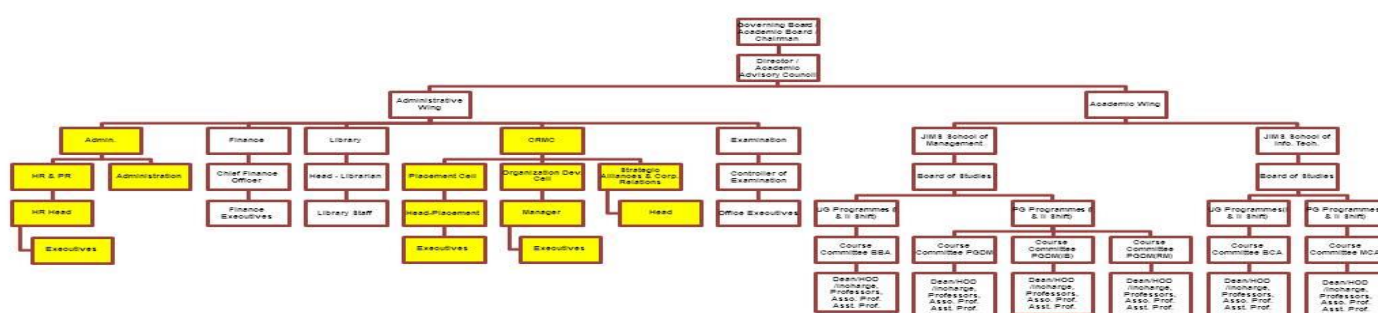 Governing Board /
Academic Board /
Chairman
Director /
Academic
Advisory Council
Administrative
Wing
Academic Wing
Admin.
Finance
Library
CRMC
Examination
JIMS School of
Management
JIMS School of
Info. Tech.
HR & PR
Administration
Chief Finance
Officer
Head - Librarian
Placement Cell
Organization Dev.
Cell
Strategic
Alliances & Corp.
Relations
Controller of
Examination
Board of Studies
Board of Studies
HR Head
Finance
Executives
Library Staff
Head-Placement
Manager
Head
Office Executives
UG Programmes (I
& II Shift)
PG Programmes (I
& II Shift)
UG Programmes(I
& II Shift)
PG Programmes(I
& II Shift)
Executives
Executives
Executives
Course
Committee BBA
Course
Committee PGDM
Course
Committee
PGDM(IB)
Course
Committee
PGDM(RM)
Course
Committee BCA
Course
Committee MCA
Dean/HOD
/Incharge,
Professors,
Asso. Prof.
Asst. Prof.
Dean/HOD
/Incharge,
Professors,
Asso. Prof.
Asst. Prof.
Dean/HOD
/Incharge,
Professors,
Asso. Prof.
Asst. Prof.
Dean/HOD
/Incharge,
Professors,
Asso. Prof.
Asst. Prof.
Dean/HOD
/Incharge,
Professors,
Asso. Prof.
Asst. Prof.
Dean/HOD
/Incharge,
Professors,
Asso. Prof.
Asst. Prof.